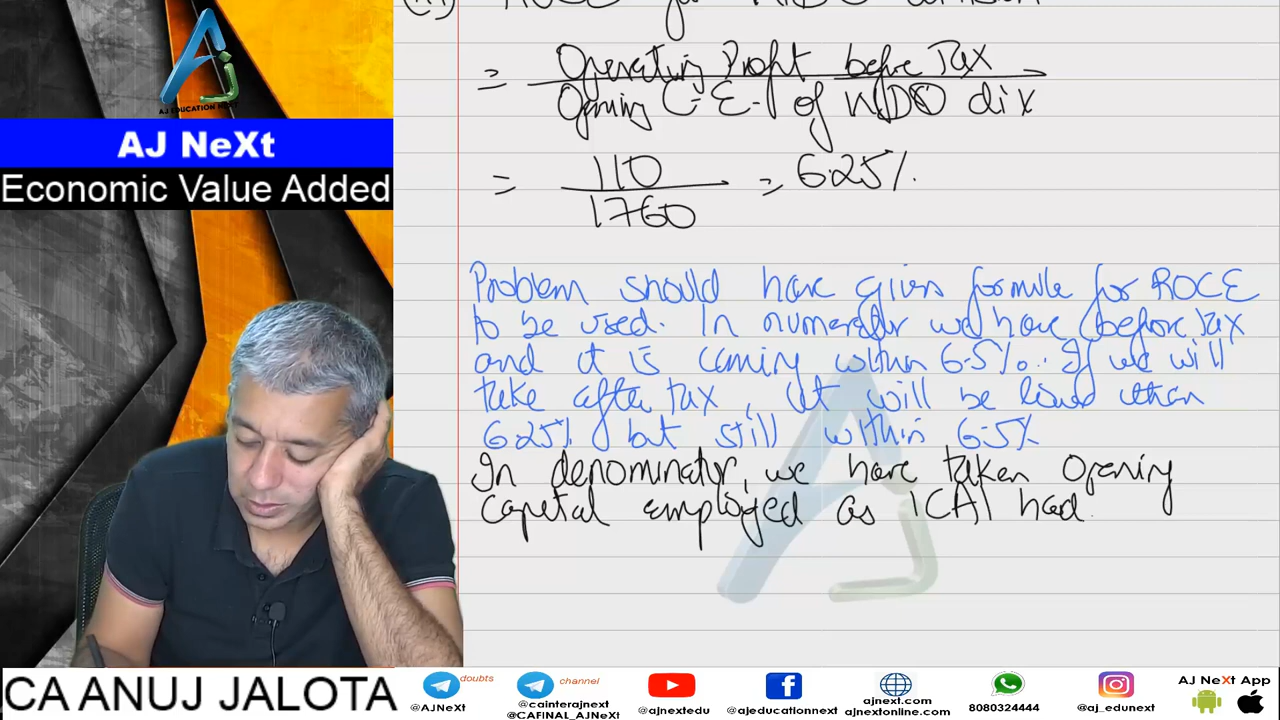 = Operating Profit before Tax
Opening C.E. of NDO div
= 110 = 6.25%.
1760
Problem should have given formule for ROCE
to be used. In numerator we have before tax
and it is coming within 6.5%. If we will
take after tax, it will be lower than
6.25% but still within 6.5%
In denominator, we have taken opening
capital employed as ICAI had
AJ EDUCATION NEXT
AJ NeXt
Economic Value Added
CA ANUJ JALOTA
doubts
@AJNeXt
channel
@cainterajnext
@CAFINAL_AJNeXt
@ajnextedu
@ajeducationnext
ajnext.com
ajnextonline.com
8080323444
@aj_edunext
AJ NeXt App